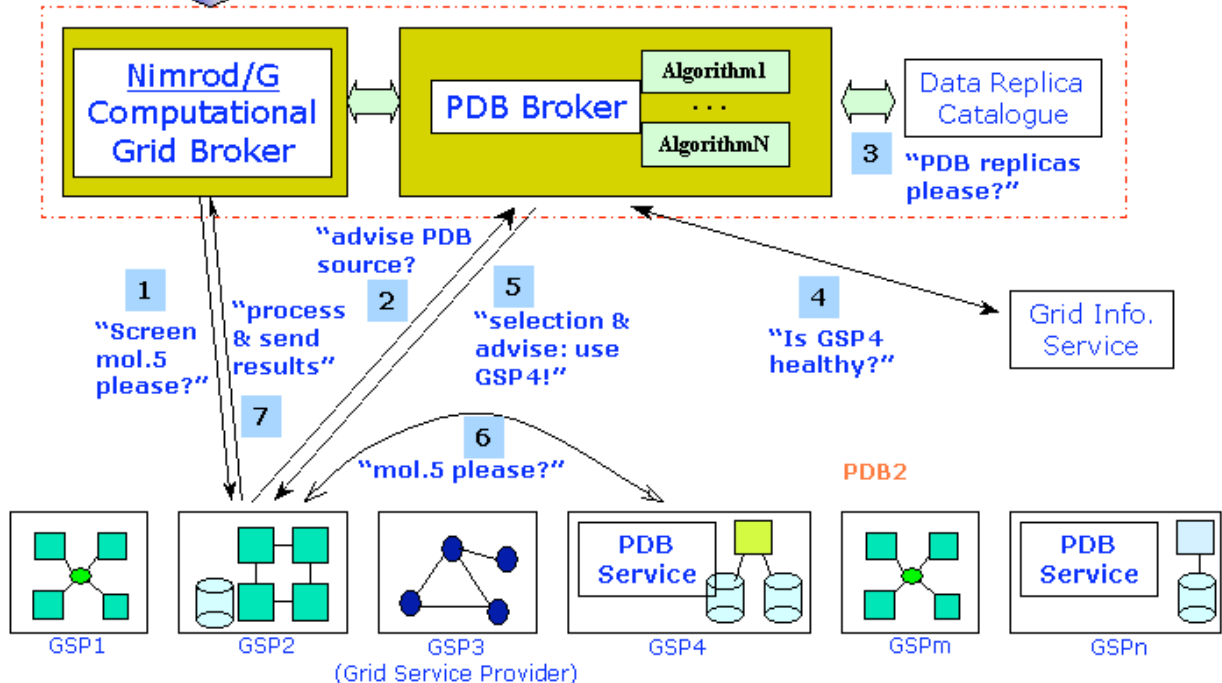 Nimrod/G
Computational
Grid Broker
PDB Broker
Algorithm1
...
AlgorithmN
Data Replica
Catalogue
3
“PDB replicas
please?”
“advise PDB
source?
1
2
5
4
“Screen
mol.5
please?”
“process
& send
results”
“selection &
advise: use
GSP4!”
“Is GSP4
healthy?”
Grid Info.
Service
7
6
“mol.5 please?”
PDB2
PDB
Service
PDB
Service
GSP1
GSP2
GSP3
(Grid Service Provider)
GSP4
GSPm
GSPn